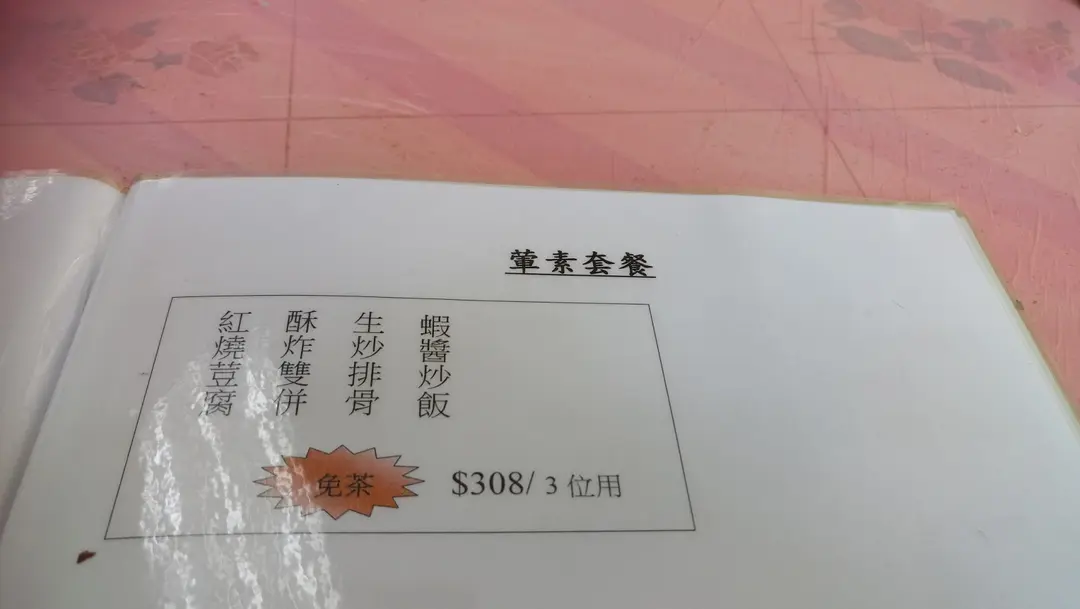 葷素套餐
蝦醬炒飯
生炒排骨
酥炸雙併
紅燒荳腐
免茶
$308/ 3 位用